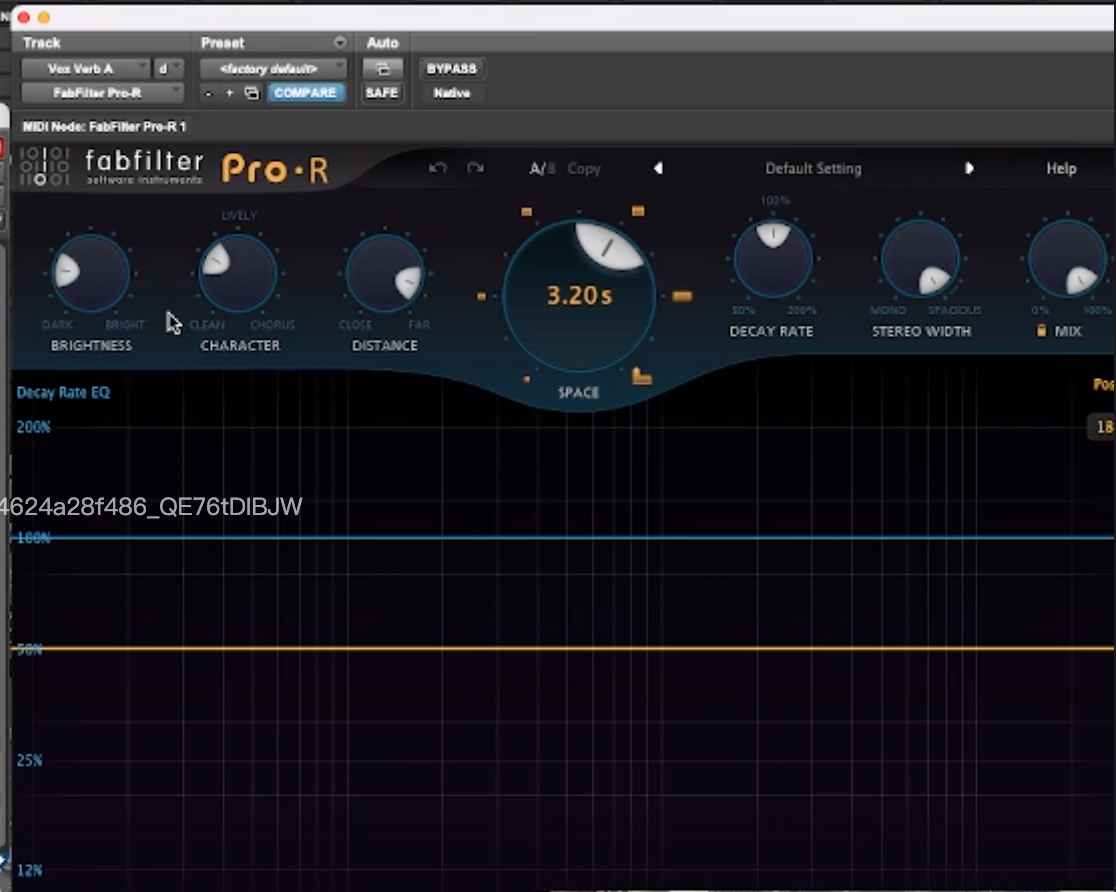 Track Preset Auto
Vox Verb A d <factory default> BYPASS
FabFilter Pro-R - + COMPARE SAFE Native
MIDI Node: FabFilter Pro-R 1
fabfilter Pro·R A/B Copy Default Setting Help
software instruments
100%
LIVELY
3.20s
50% 200% MONO SPACIOUS 0% 100%
DARK BRIGHT CLEAN CHORUS CLOSE FAR
DECAY RATE STEREO WIDTH MIX
BRIGHTNESS CHARACTER DISTANCE
SPACE
Decay Rate EQ
200%
18
4624a28f486_QE76tDIBJW
100%
50%
25%
12%